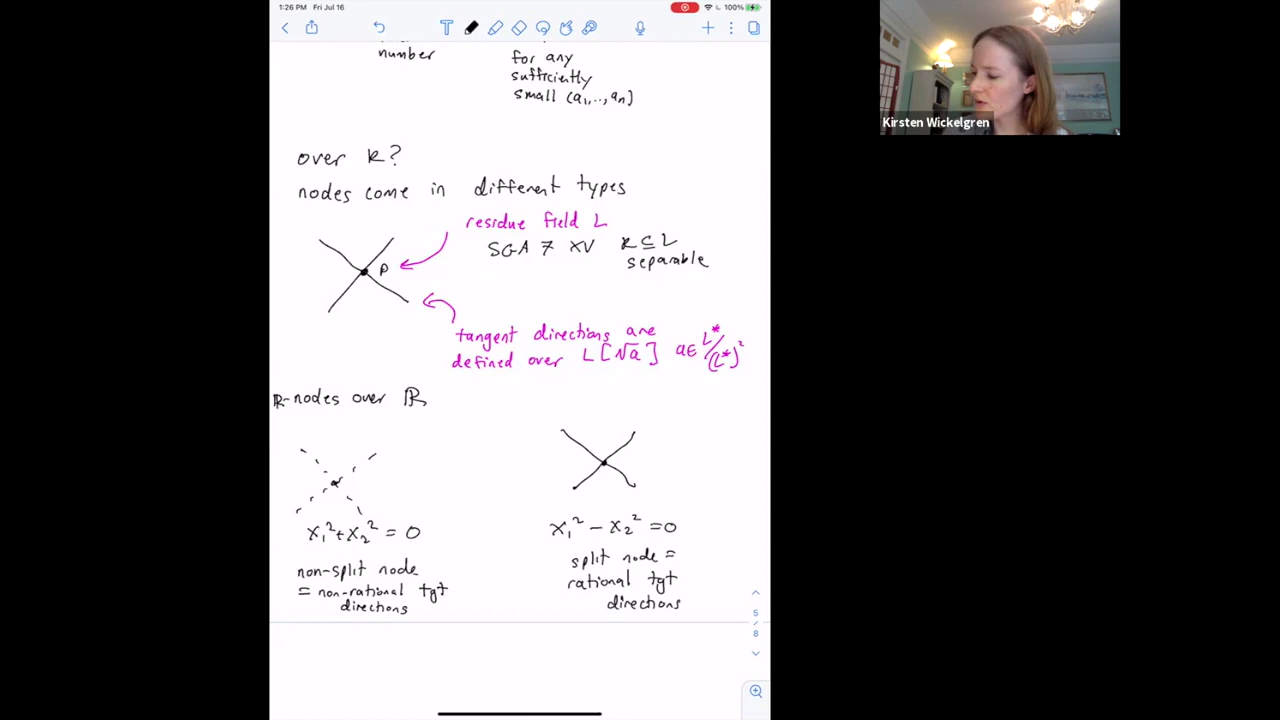 1:26 PM Fri Jul 16
100%
number
for any
sufficiently
small (a₁,..,aₙ)
over k?
nodes come in different types
residue field L
SGA 7 XV k ⊆ L
separable
p
tangent directions are
defined over L[√a] a∈ L*/(L*)²
k-nodes over ℝ
x₁²+x₂² = 0
non-split node
= non-rational tgt
directions
x₁² − x₂² = 0
split node =
rational tgt
directions
5
/
8
Kirsten Wickelgren